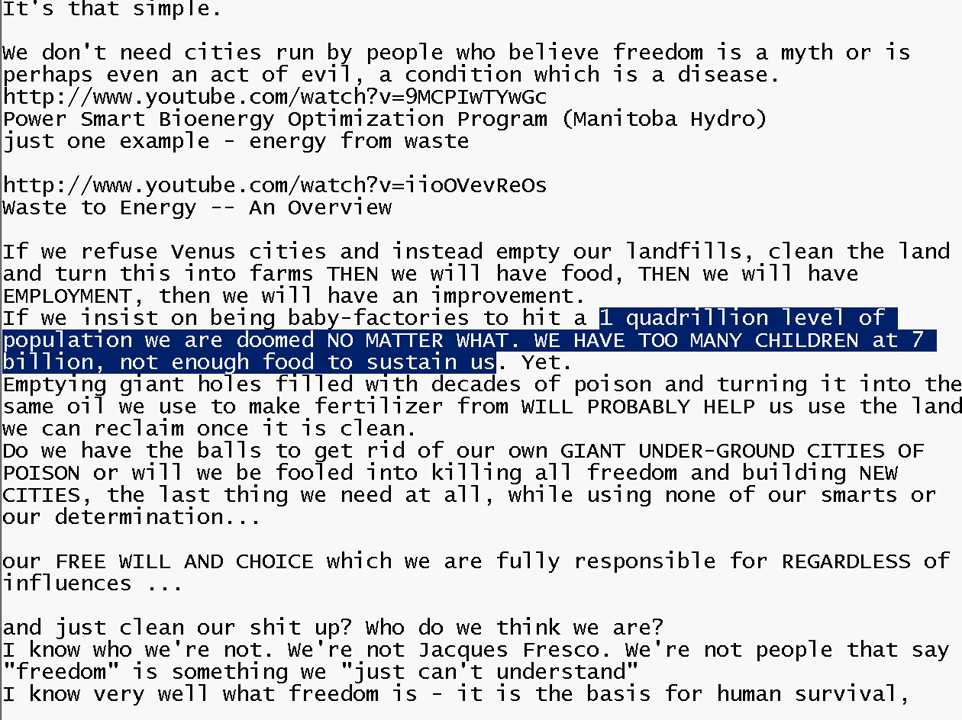 It's that simple.
We don't need cities run by people who believe freedom is a myth or is
perhaps even an act of evil, a condition which is a disease.
http://www.youtube.com/watch?v=9MCPIwTYwGc
Power Smart Bioenergy Optimization Program (Manitoba Hydro)
just one example - energy from waste
http://www.youtube.com/watch?v=iioOVevReOs
Waste to Energy -- An Overview
If we refuse Venus cities and instead empty our landfills, clean the land
and turn this into farms THEN we will have food, THEN we will have
EMPLOYMENT, then we will have an improvement.
If we insist on being baby-factories to hit a 1 quadrillion level of
population we are doomed NO MATTER WHAT. WE HAVE TOO MANY CHILDREN at 7
billion, not enough food to sustain us. Yet.
Emptying giant holes filled with decades of poison and turning it into the
same oil we use to make fertilizer from WILL PROBABLY HELP us use the land
we can reclaim once it is clean.
Do we have the balls to get rid of our own GIANT UNDER-GROUND CITIES OF
POISON or will we be fooled into killing all freedom and building NEW
CITIES, the last thing we need at all, while using none of our smarts or
our determination...
our FREE WILL AND CHOICE which we are fully responsible for REGARDLESS of
influences ...
and just clean our shit up? Who do we think we are?
I know who we're not. We're not Jacques Fresco. We're not people that say
"freedom" is something we "just can't understand"
I know very well what freedom is - it is the basis for human survival,